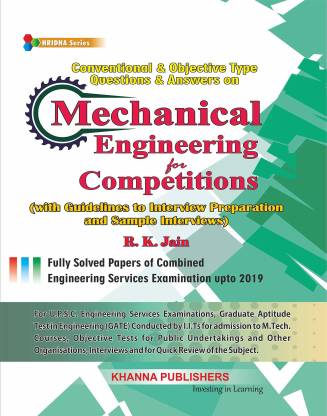 HRIDHA Series
Conventional & Objective Type
Questions & Answers on
Mechanical
Engineering
for
Competitions
(with Guidelines to Interview Preparation
and Sample Interviews)
R. K. Jain
Fully Solved Papers of Combined
Engineering Services Examination upto 2019
For U.P.S.C. Engineering Services Examinations, Graduate Aptitude
Test in Engineering (GATE) Conducted by I.I.Ts for admission to M.Tech.
Courses, Objective Tests for Public Undertakings and Other
Organisations, Interviews and for Quick Review of the Subject.
KHANNA PUBLISHERS
Investing in Learning